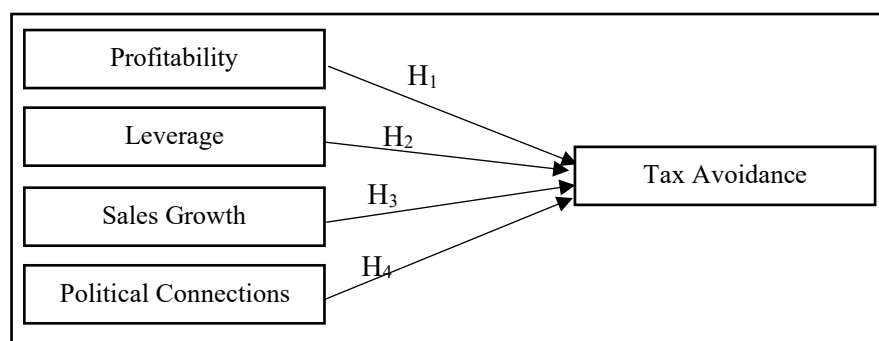 Profitability
H₁
Leverage
H₂
Tax Avoidance
Sales Growth
H₃
Political Connections
H₄